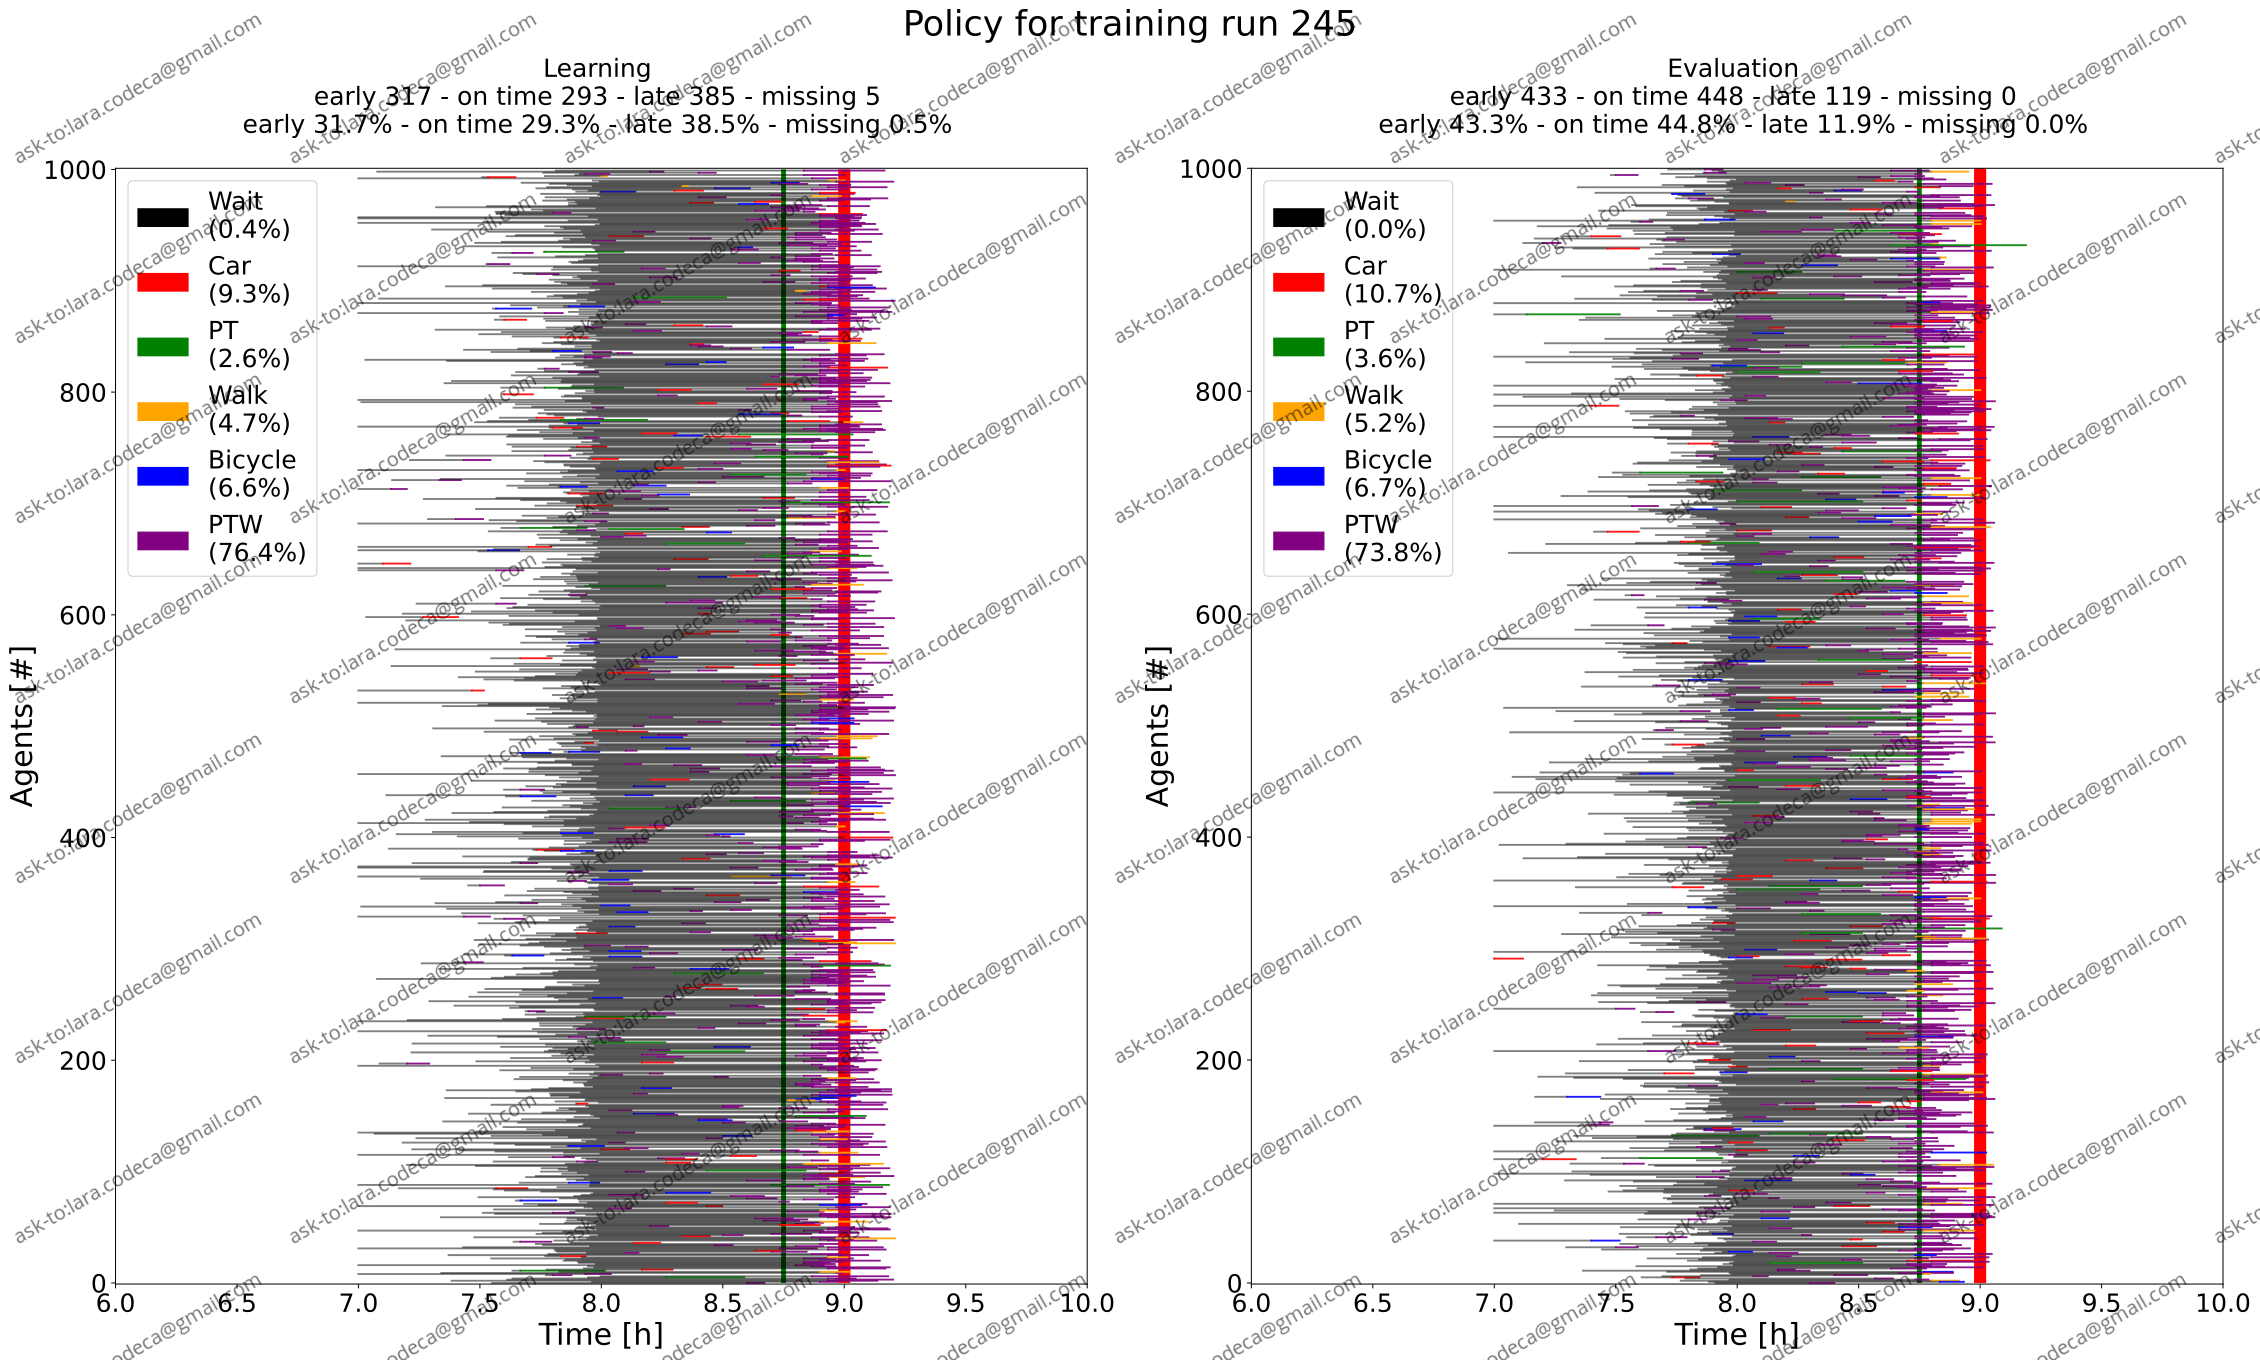 Policy for training run 245
Learning
early 317 - on time 293 - late 385 - missing 5
early 31.7% - on time 29.3% - late 38.5% - missing 0.5%
Wait
(0.4%)
Car
(9.3%)
PT
(2.6%)
Walk
(4.7%)
Bicycle
(6.6%)
PTW
(76.4%)
1000
800
600
400
200
0
Agents [#]
6.0 6.5 7.0 7.5 8.0 8.5 9.0 9.5 10.0
Time [h]
Evaluation
early 433 - on time 448 - late 119 - missing 0
early 43.3% - on time 44.8% - late 11.9% - missing 0.0%
Wait
(0.0%)
Car
(10.7%)
PT
(3.6%)
Walk
(5.2%)
Bicycle
(6.7%)
PTW
(73.8%)
1000
800
600
400
200
0
Agents [#]
6.0 6.5 7.0 7.5 8.0 8.5 9.0 9.5 10.0
Time [h]
ask-to:lara.codeca@gmail.com